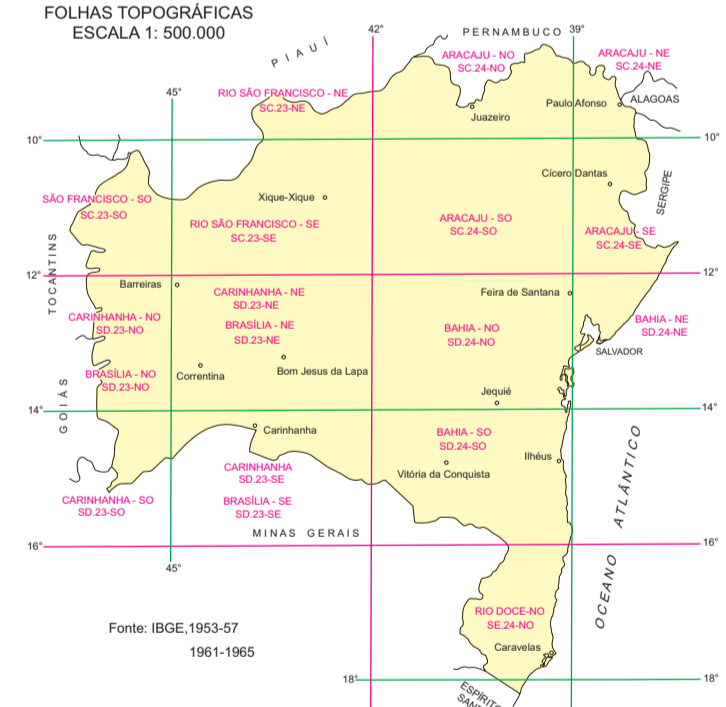 FOLHAS TOPOGRÁFICAS
ESCALA 1: 500.000
42°
PERNAMBUCO
39°
PIAUÍ
ARACAJU - NO
SC.24-NO
ARACAJU - NE
SC.24-NE
45°
RIO SÃO FRANCISCO - NE
SC.23-NE
Juazeiro
Paulo Afonso
ALAGOAS
10°
10°
Cícero Dantas
SERGIPE
SÃO FRANCISCO - SO
SC.23-SO
Xique-Xique
RIO SÃO FRANCISCO - SE
SC.23-SE
ARACAJU - SO
SC.24-SO
ARACAJU - SE
SC.24-SE
TOCANTINS
12°
12°
Barreiras
CARINHANHA - NE
SD.23-NE
Feira de Santana
CARINHANHA - NO
SD.23-NO
BRASÍLIA - NE
SD.23-NE
BAHIA - NO
SD.24-NO
BAHIA - NE
SD.24-NE
SALVADOR
BRASÍLIA - NO
SD.23-NO
Correntina
Bom Jesus da Lapa
GOIÁS
Jequié
14°
14°
Carinhanha
BAHIA - SO
SD.24-SO
Ilhéus
CARINHANHA
SD.23-SE
Vitória da Conquista
CARINHANHA - SO
SD.23-SO
BRASÍLIA - SE
SD.23-SE
MINAS GERAIS
OCEANO ATLÂNTICO
16°
16°
45°
RIO DOCE-NO
SE.24-NO
Fonte: IBGE,1953-57
1961-1965
Caravelas
18°
18°
ESPÍRITO